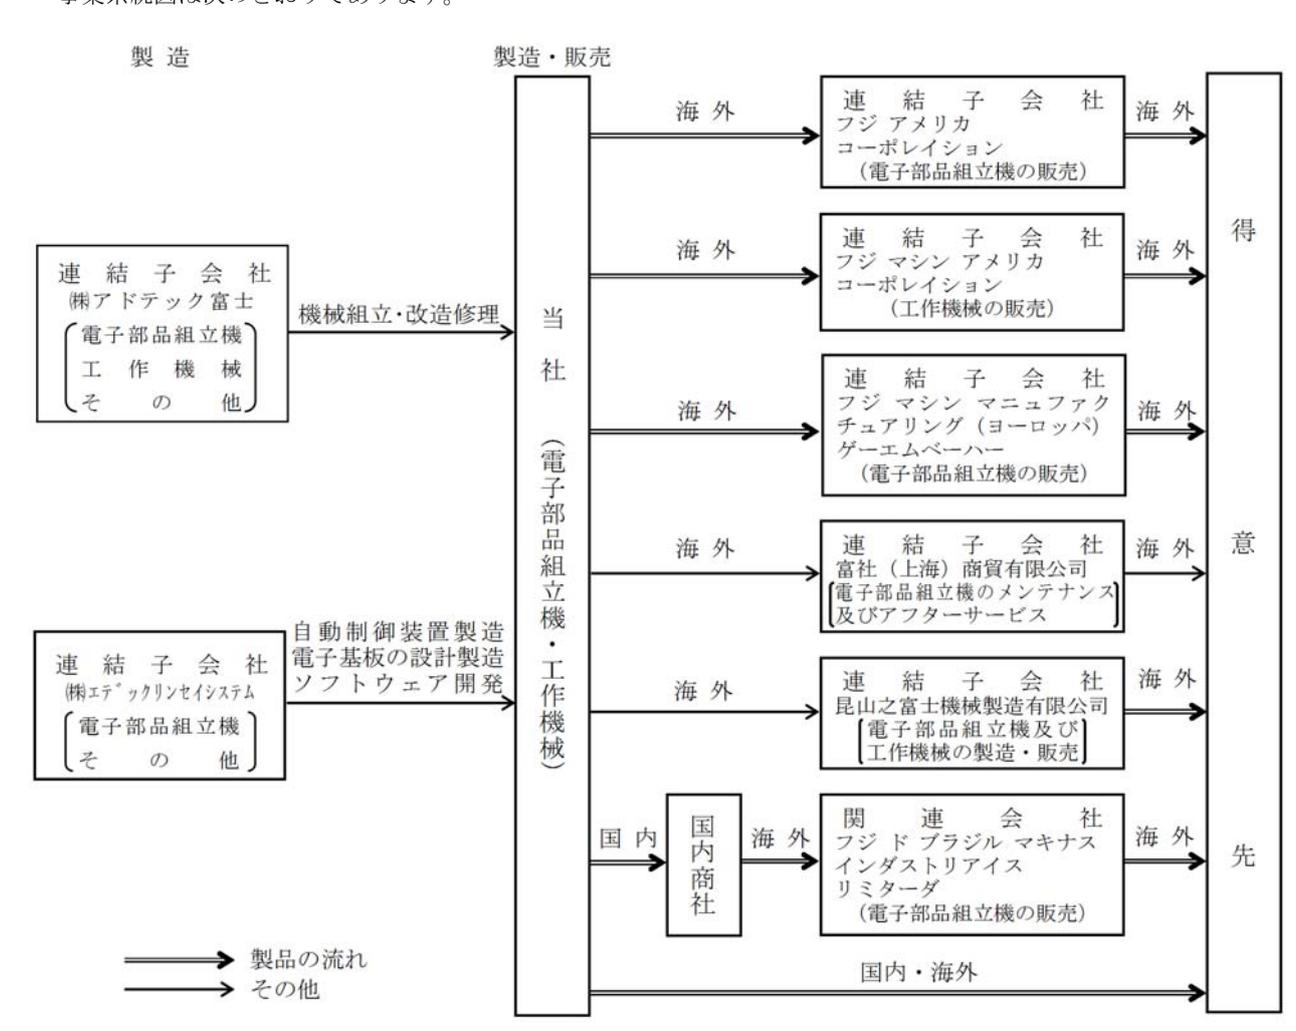 事業系統図は次のとおりであります。
製 造
製造・販売
連結子会社
㈱アドテック富士
電子部品組立機
工作機械
その他
機械組立・改造修理
連結子会社
㈱エデックリンセイシステム
電子部品組立機
その他
自動制御装置製造
電子基板の設計製造
ソフトウェア開発
当社（電子部品組立機・工作機械）
海 外
連結子会社
フジ アメリカ
コーポレイション
（電子部品組立機の販売）
海 外
海 外
連結子会社
フジ マシン アメリカ
コーポレイション
（工作機械の販売）
海 外
海 外
連結子会社
フジ マシン マニュファク
チュアリング（ヨーロッパ）
ゲーエムベーハー
（電子部品組立機の販売）
海 外
海 外
連結子会社
富社（上海）商貿有限公司
電子部品組立機のメンテナンス
及びアフターサービス
海 外
海 外
連結子会社
昆山之富士機械製造有限公司
電子部品組立機及び
工作機械の製造・販売
海 外
国 内
国内商社
海 外
関連会社
フジ ド ブラジル マキナス
インダストリアイス
リミターダ
（電子部品組立機の販売）
海 外
国内・海外
得意先
製品の流れ
その他